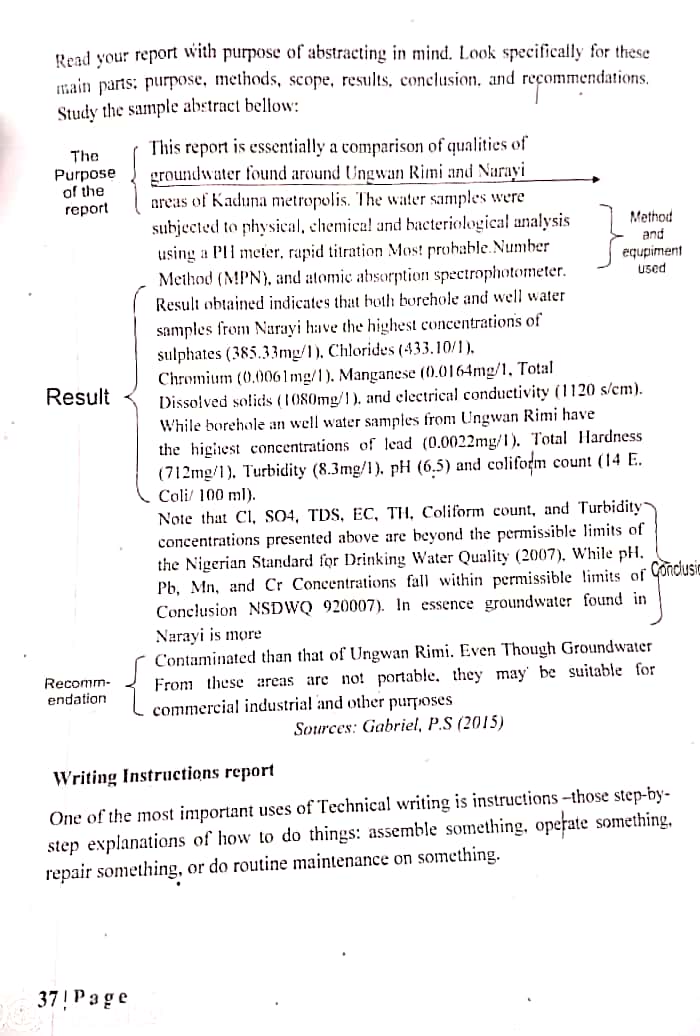 Read your report with purpose of abstracting in mind. Look specifically for these
main parts: purpose, methods, scope, results, conclusion, and recommendations.
Study the sample abstract bellow:
The
Purpose
of the
report
This report is essentially a comparison of qualities of
groundwater found around Ungwan Rimi and Narayi
areas of Kaduna metropolis. The water samples were
subjected to physical, chemical and bacteriological analysis
using a PH meter, rapid titration Most probable.Number
Method (MPN), and atomic absorption spectrophotometer.
Method
and
equpiment
used
Result
Result obtained indicates that both borehole and well water
samples from Narayi have the highest concentrations of
sulphates (385.33mg/1), Chlorides (433.10/1),
Chromium (0.0061mg/1), Manganese (0.0164mg/1, Total
Dissolved solids (1080mg/1), and electrical conductivity (1120 s/cm).
While borehole an well water samples from Ungwan Rimi have
the highest concentrations of lead (0.0022mg/1), Total Hardness
(712mg/1), Turbidity (8.3mg/1), pH (6.5) and coliform count (14 E.
Coli/ 100 ml).
Note that Cl, SO4, TDS, EC, TH, Coliform count, and Turbidity
concentrations presented above are beyond the permissible limits of
the Nigerian Standard for Drinking Water Quality (2007), While pH,
Pb, Mn, and Cr Concentrations fall within permissible limits of
Conclusion NSDWQ 920007). In essence groundwater found in
Narayi is more
Conclusi
Recomm-
endation
Contaminated than that of Ungwan Rimi. Even Though Groundwater
From these areas are not portable, they may be suitable for
commercial industrial and other purposes
Sources: Gabriel, P.S (2015)
Writing Instructions report
One of the most important uses of Technical writing is instructions –those step-by-
step explanations of how to do things: assemble something, operate something,
repair something, or do routine maintenance on something.
37 | P a g e